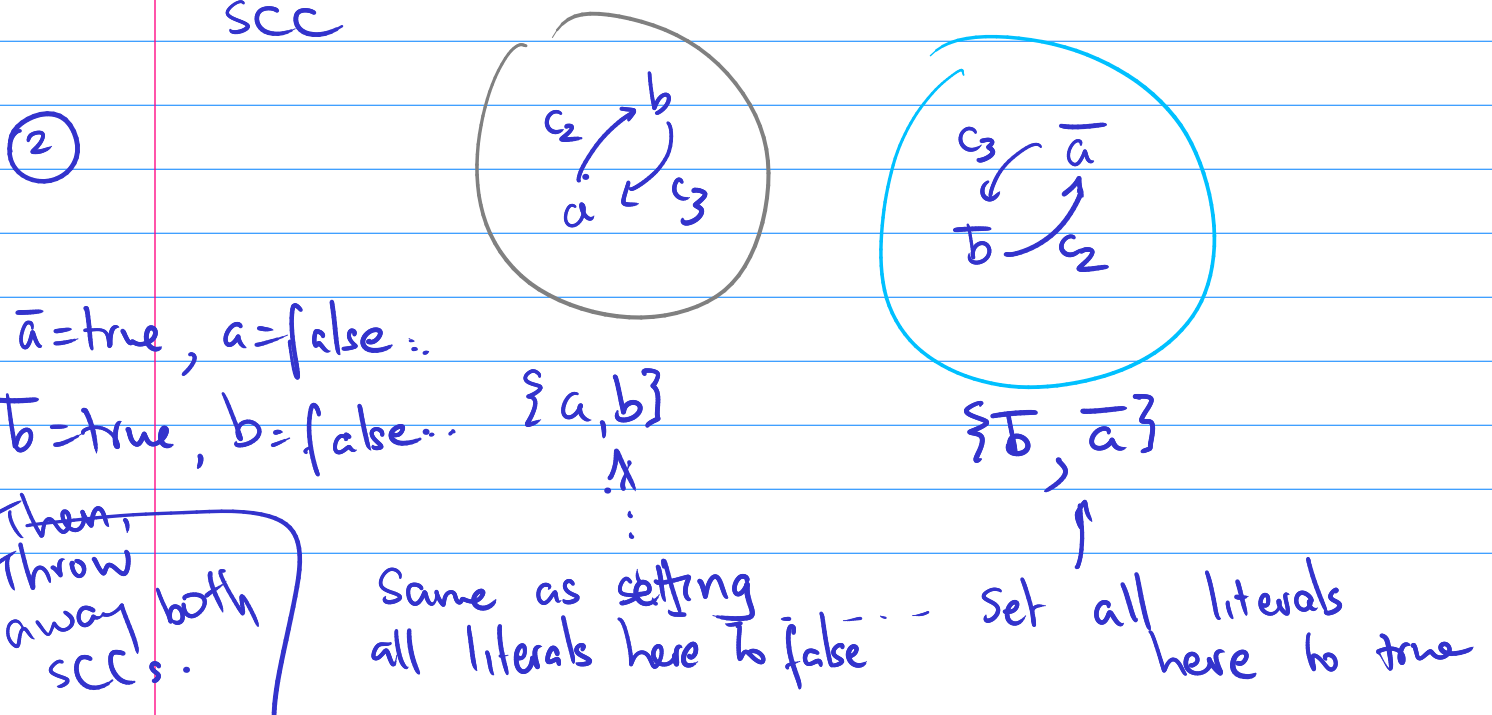 SCC
2
b
c₂
a
c₃
c₃
a̅
b̅
c₂
a̅ = true, a = false..
b̅ = true, b = false..
{a, b}
{b̅, a̅}
Then,
Throw
away both
SCCs.
Same as setting
all literals here to false
Set all literals
here to true